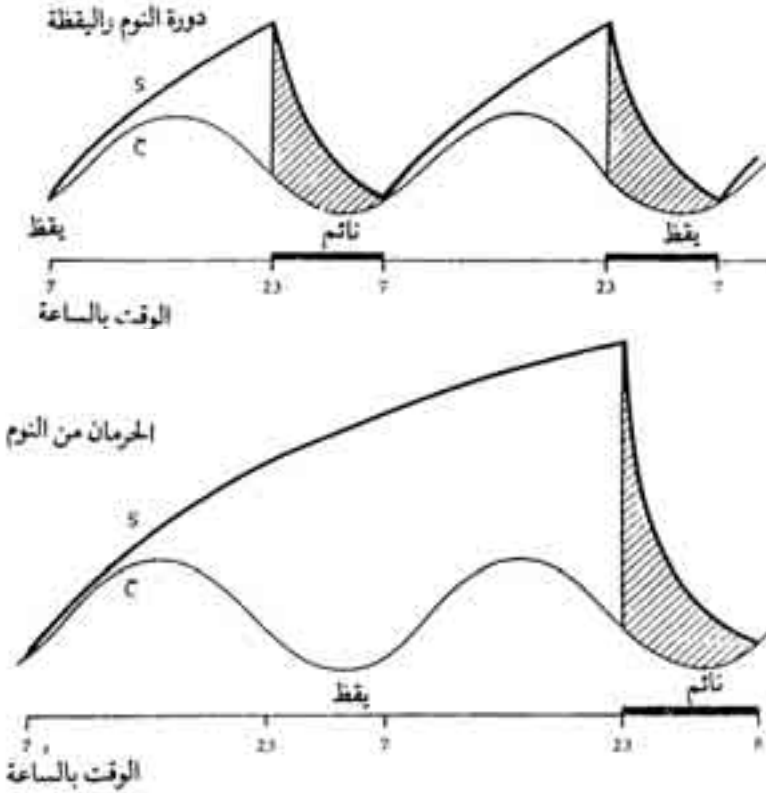 دورة النوم واليقظة
S
C
يقظ
نائم
يقظ
7 23 7 23 7
الوقت بالساعة
الحرمان من النوم
S
C
يقظ
نائم
7 23 7 23 8
الوقت بالساعة